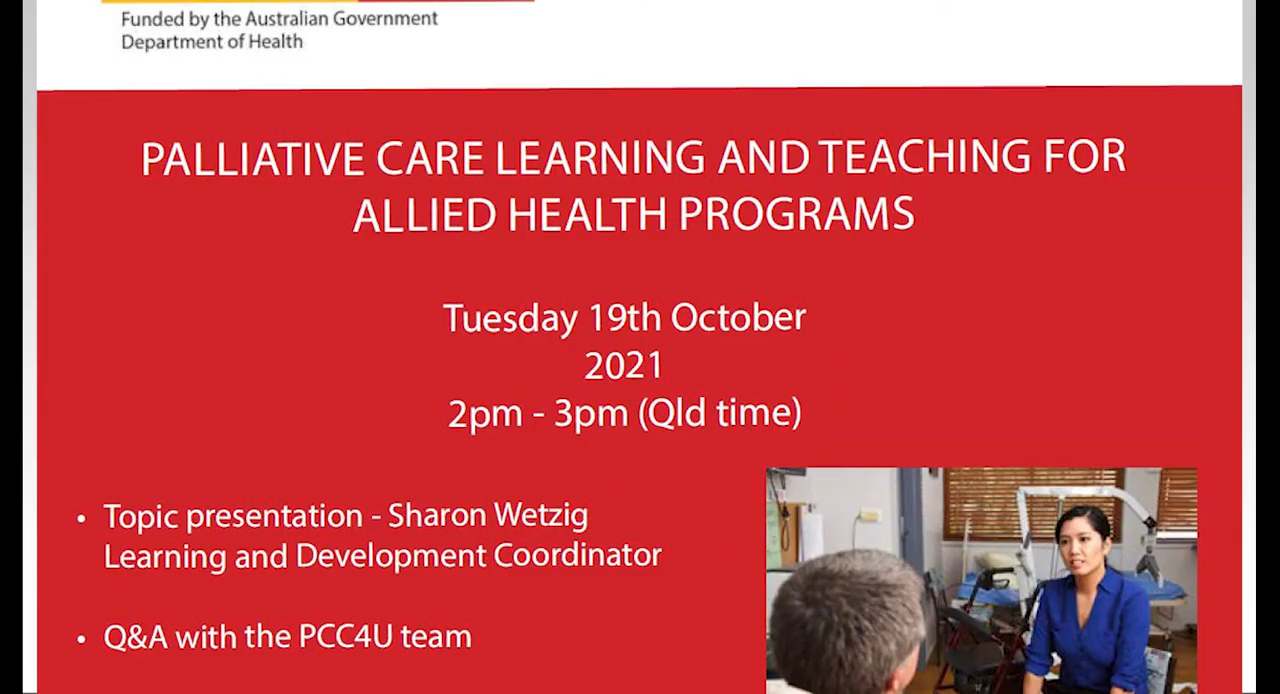 Funded by the Australian Government
Department of Health
PALLIATIVE CARE LEARNING AND TEACHING FOR
ALLIED HEALTH PROGRAMS
Tuesday 19th October
2021
2pm - 3pm (Qld time)
• Topic presentation - Sharon Wetzig
Learning and Development Coordinator
• Q&A with the PCC4U team